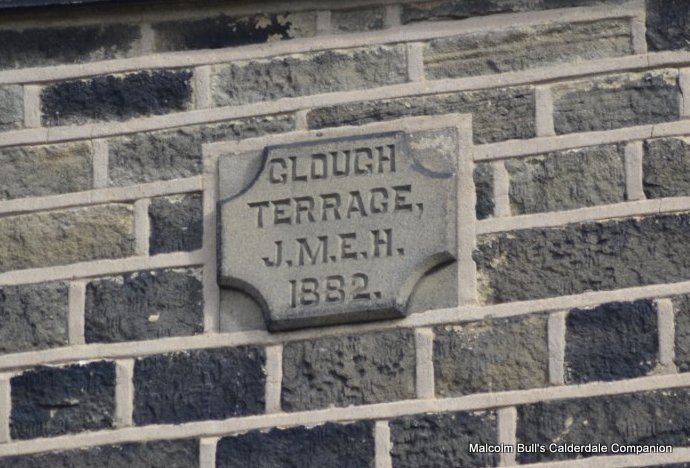 CLOUGH
TERRACE,
J.M.E.H.
1882.
Malcolm Bull's Calderdale Companion